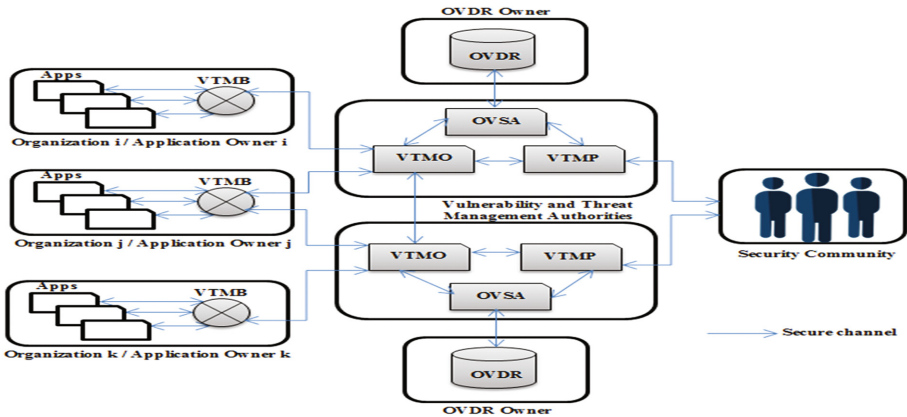 OVDR Owner
OVDR
Apps
VTMB
Organization i / Application Owner i
OVSA
VTMO
VTMP
Vulnerability and Threat
Management Authorities
Apps
VTMB
Organization j / Application Owner j
Security Community
VTMO
VTMP
OVSA
Apps
VTMB
Organization k / Application Owner k
Secure channel
OVDR
OVDR Owner